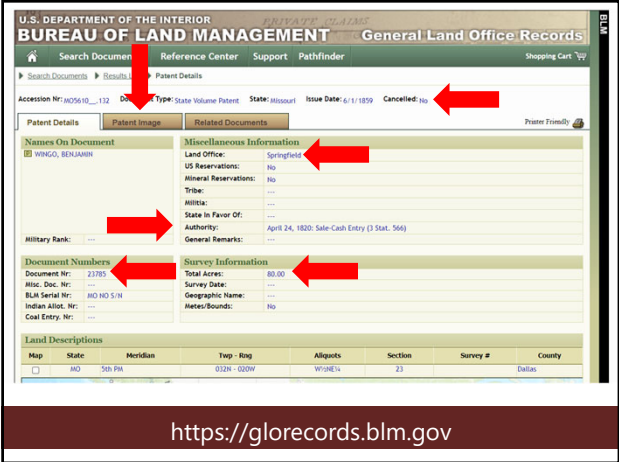 U.S. DEPARTMENT OF THE INTERIOR PRIVATE CLAIMS
BUREAU OF LAND MANAGEMENT General Land Office Records
BLM
Search Documents Reference Center Support Pathfinder Shopping Cart
Search Documents Results Patent Details
Accession Nr: MO5610__.132 Type: State Volume Patent State: Missouri Issue Date: 6/1/1859 Cancelled: No
Patent Details Patent Image Related Documents Printer Friendly
Names On Document Miscellaneous Information
WINGO, BENJAMIN Land Office: Springfield
US Reservations: No
Mineral Reservations: No
Tribe: ---
Militia: ---
State In Favor Of: ---
Authority: April 24, 1820: Sale-Cash Entry (3 Stat. 566)
Military Rank: --- General Remarks: ---
Document Numbers Survey Information
Document Nr: 23785 Total Acres: 80.00
Misc. Doc. Nr: --- Survey Date: ---
BLM Serial Nr: MO NO S/N Geographic Name: ---
Indian Allot. Nr: --- Metes/Bounds: No
Coal Entry. Nr: ---
Land Descriptions
Map State Meridian Twp - Rng Aliquots Section Survey # County
MO 5th PM 032N - 020W W½NE¼ 23 Dallas
https://glorecords.blm.gov